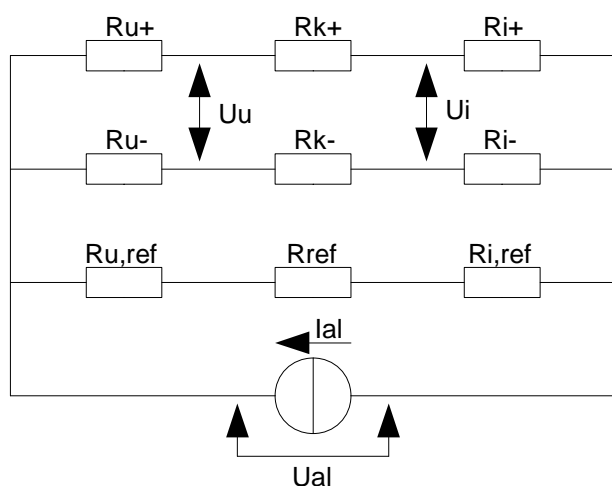 Ru+ Rk+ Ri+
Uu Ui
Ru- Rk- Ri-
Ru,ref Rref Ri,ref
Ial
Ual